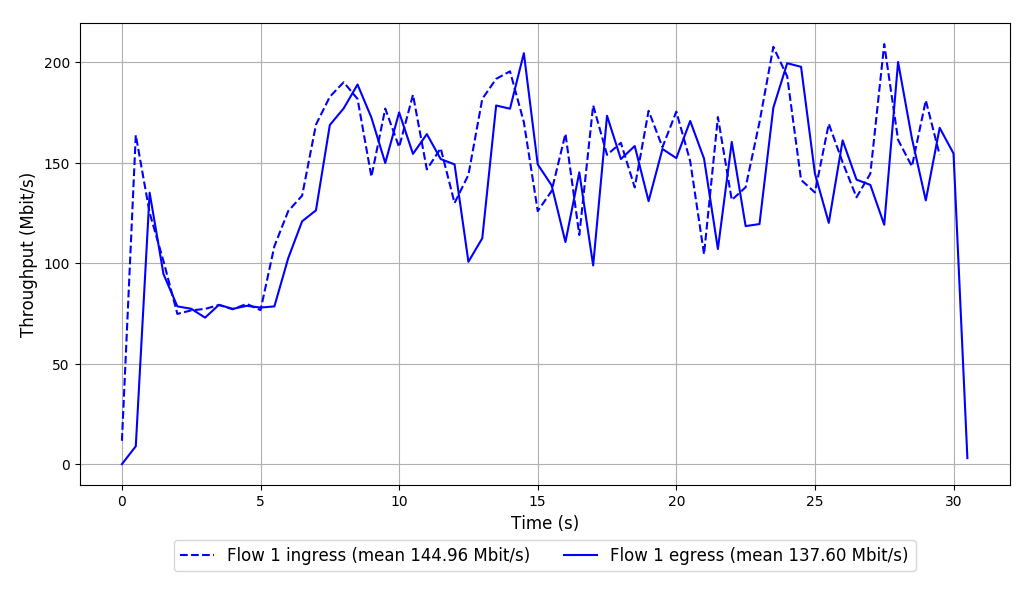 Throughput (Mbit/s)
200
150
100
50
0
0 5 10 15 20 25 30
Time (s)
Flow 1 ingress (mean 144.96 Mbit/s) Flow 1 egress (mean 137.60 Mbit/s)